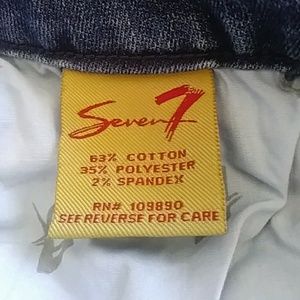 Seven7
63% COTTON
35% POLYESTER
2% SPANDEX
RN# 109890
SEE REVERSE FOR CARE